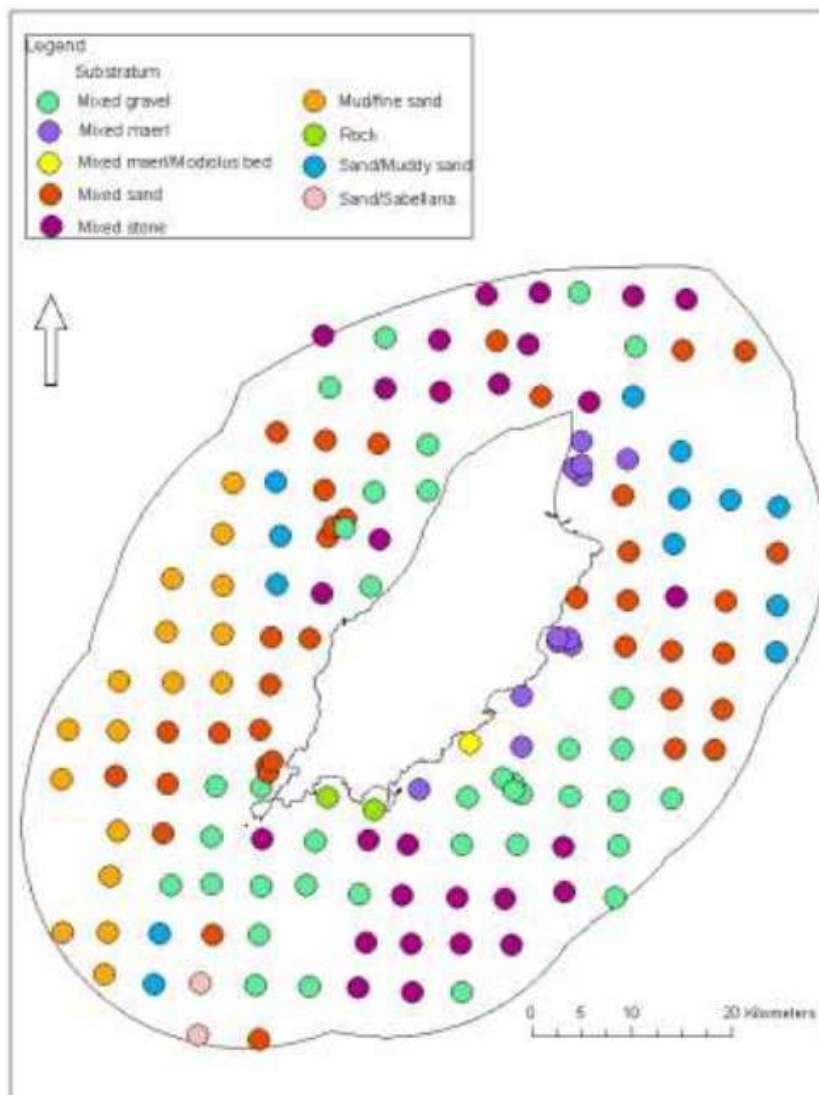 Legend
Substratum
Mixed gravel
Mixed maerl
Mixed maerl/Modiolus bed
Mixed sand
Mixed stone
Mud/fine sand
Rock
Sand/Muddy sand
Sand/Sabellaria
0 5 10 20 Kilometers